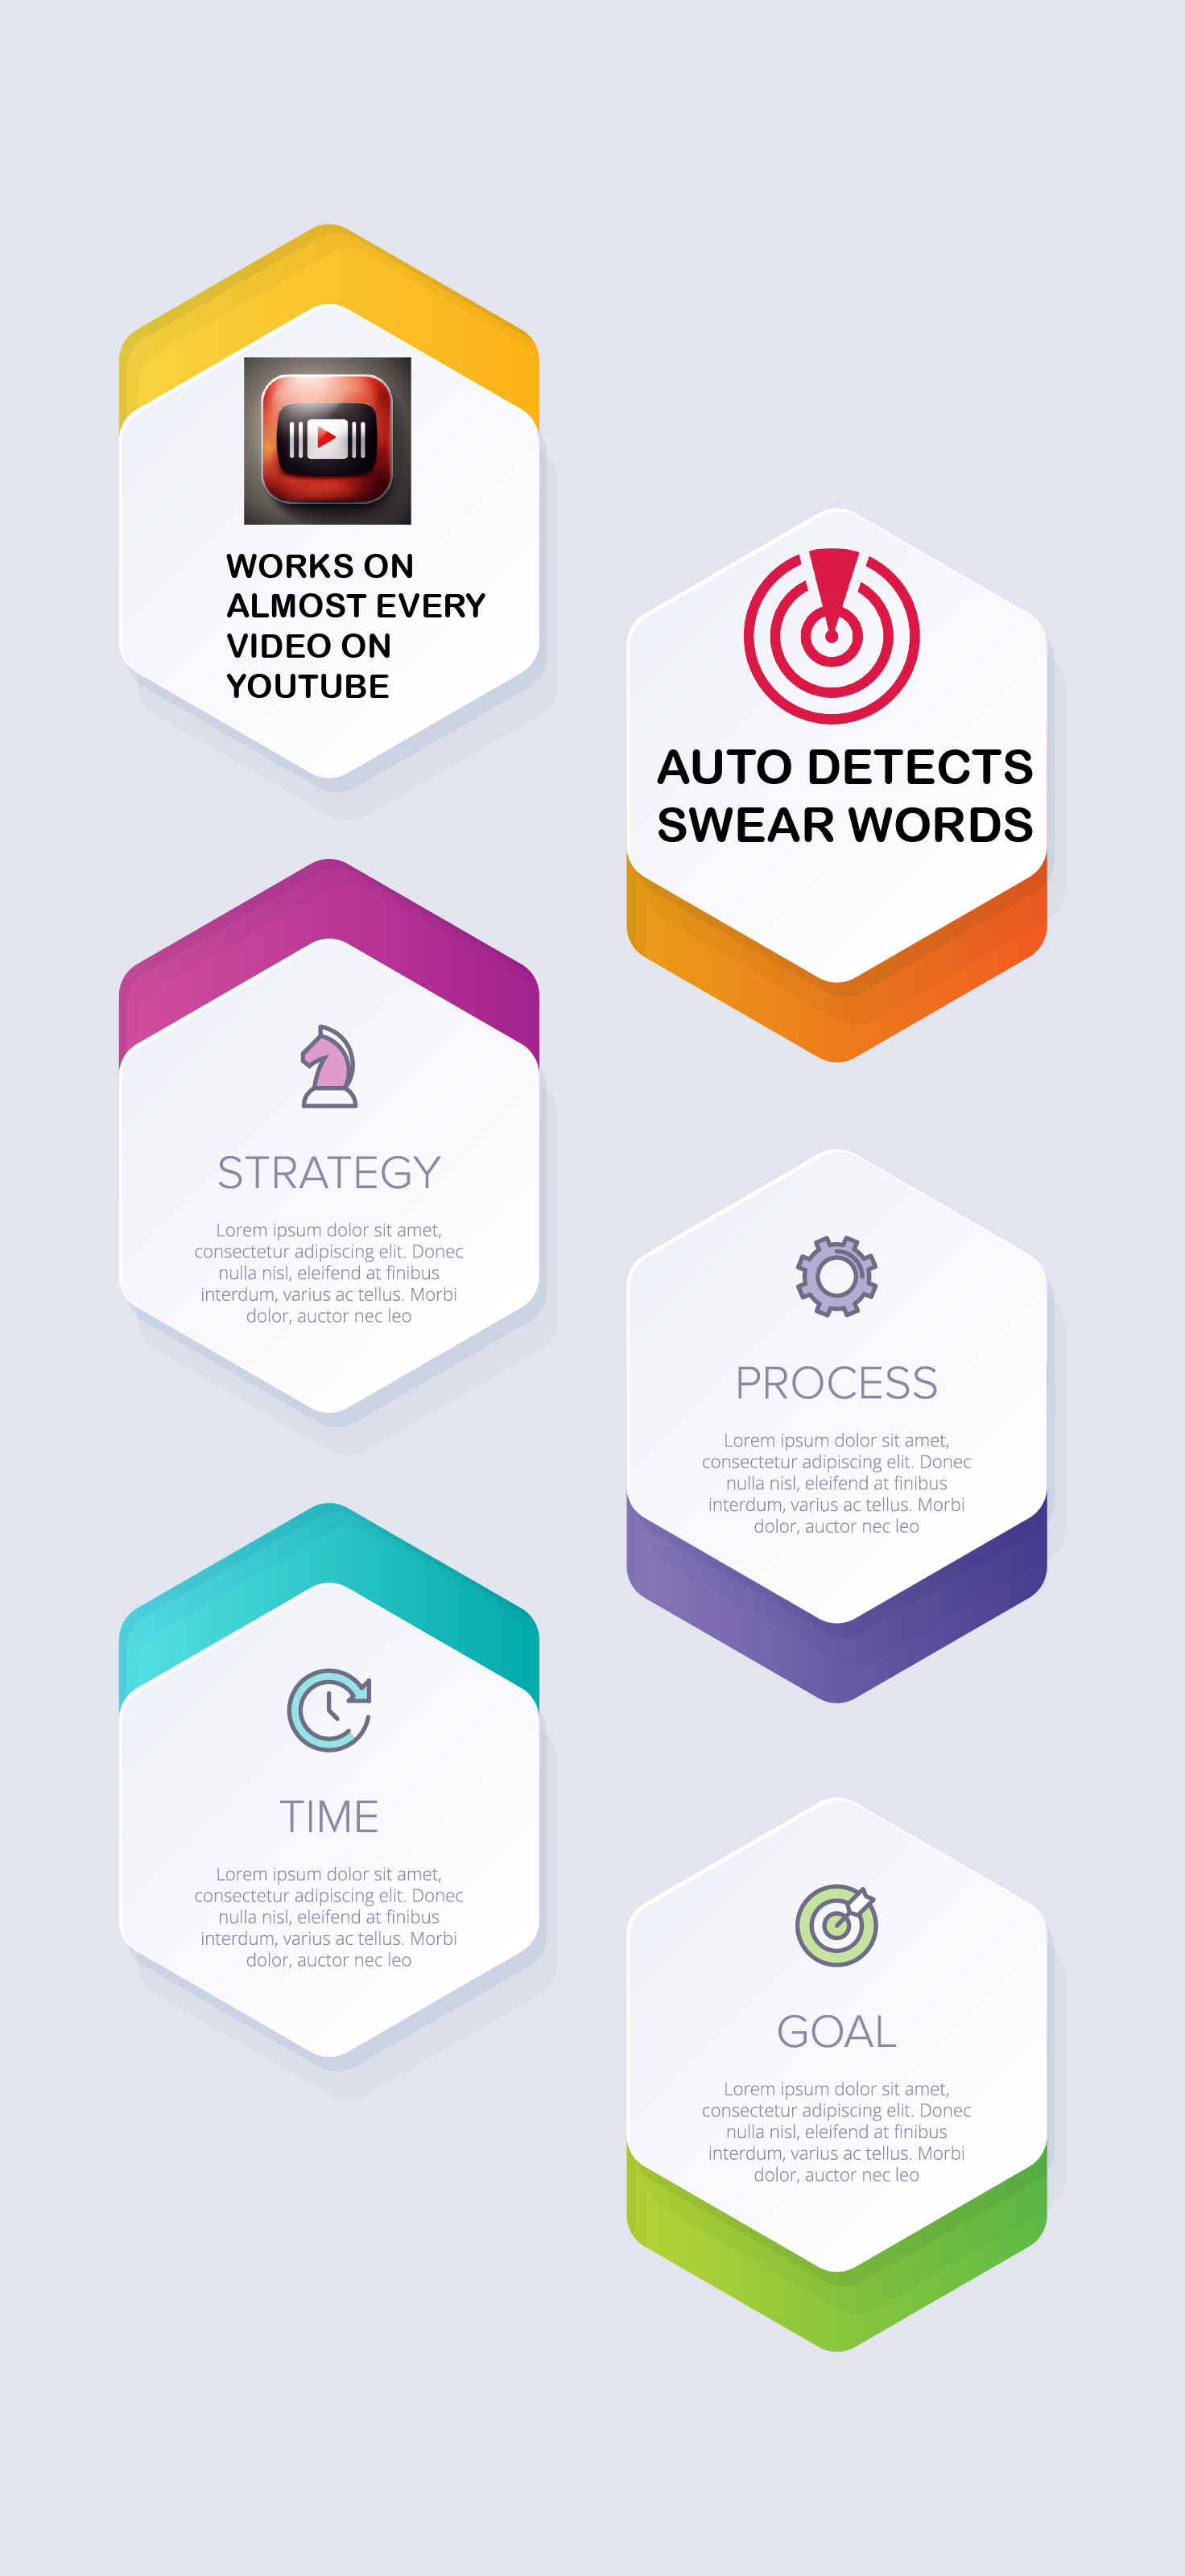 WORKS ON
ALMOST EVERY
VIDEO ON
YOUTUBE
AUTO DETECTS
SWEAR WORDS
STRATEGY
Lorem ipsum dolor sit amet,
consectetur adipiscing elit. Donec
nulla nisl, eleifend at finibus
interdum, varius ac tellus. Morbi
dolor, auctor nec leo
PROCESS
Lorem ipsum dolor sit amet,
consectetur adipiscing elit. Donec
nulla nisl, eleifend at finibus
interdum, varius ac tellus. Morbi
dolor, auctor nec leo
TIME
Lorem ipsum dolor sit amet,
consectetur adipiscing elit. Donec
nulla nisl, eleifend at finibus
interdum, varius ac tellus. Morbi
dolor, auctor nec leo
GOAL
Lorem ipsum dolor sit amet,
consectetur adipiscing elit. Donec
nulla nisl, eleifend at finibus
interdum, varius ac tellus. Morbi
dolor, auctor nec leo